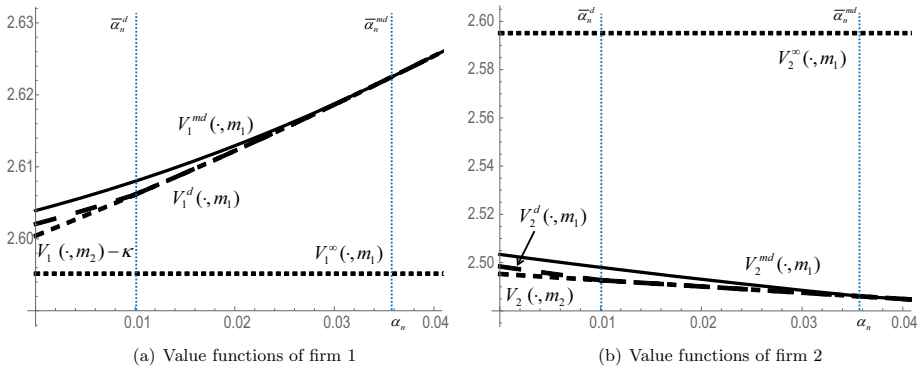 2.63
2.62
2.61
2.60
0.01
0.02
0.03
0.04
α_n
ᾱ_n^d
ᾱ_n^{md}
V_1^{md}(·,m_1)
V_1^d(·,m_1)
V_1(·,m_2)−κ
V_1^∞(·,m_1)
(a) Value functions of firm 1
2.60
2.58
2.56
2.54
2.52
2.50
0.01
0.02
0.03
0.04
α_n
ᾱ_n^d
ᾱ_n^{md}
V_2^∞(·,m_1)
V_2^d(·,m_1)
V_2^{md}(·,m_1)
V_2(·,m_2)
(b) Value functions of firm 2